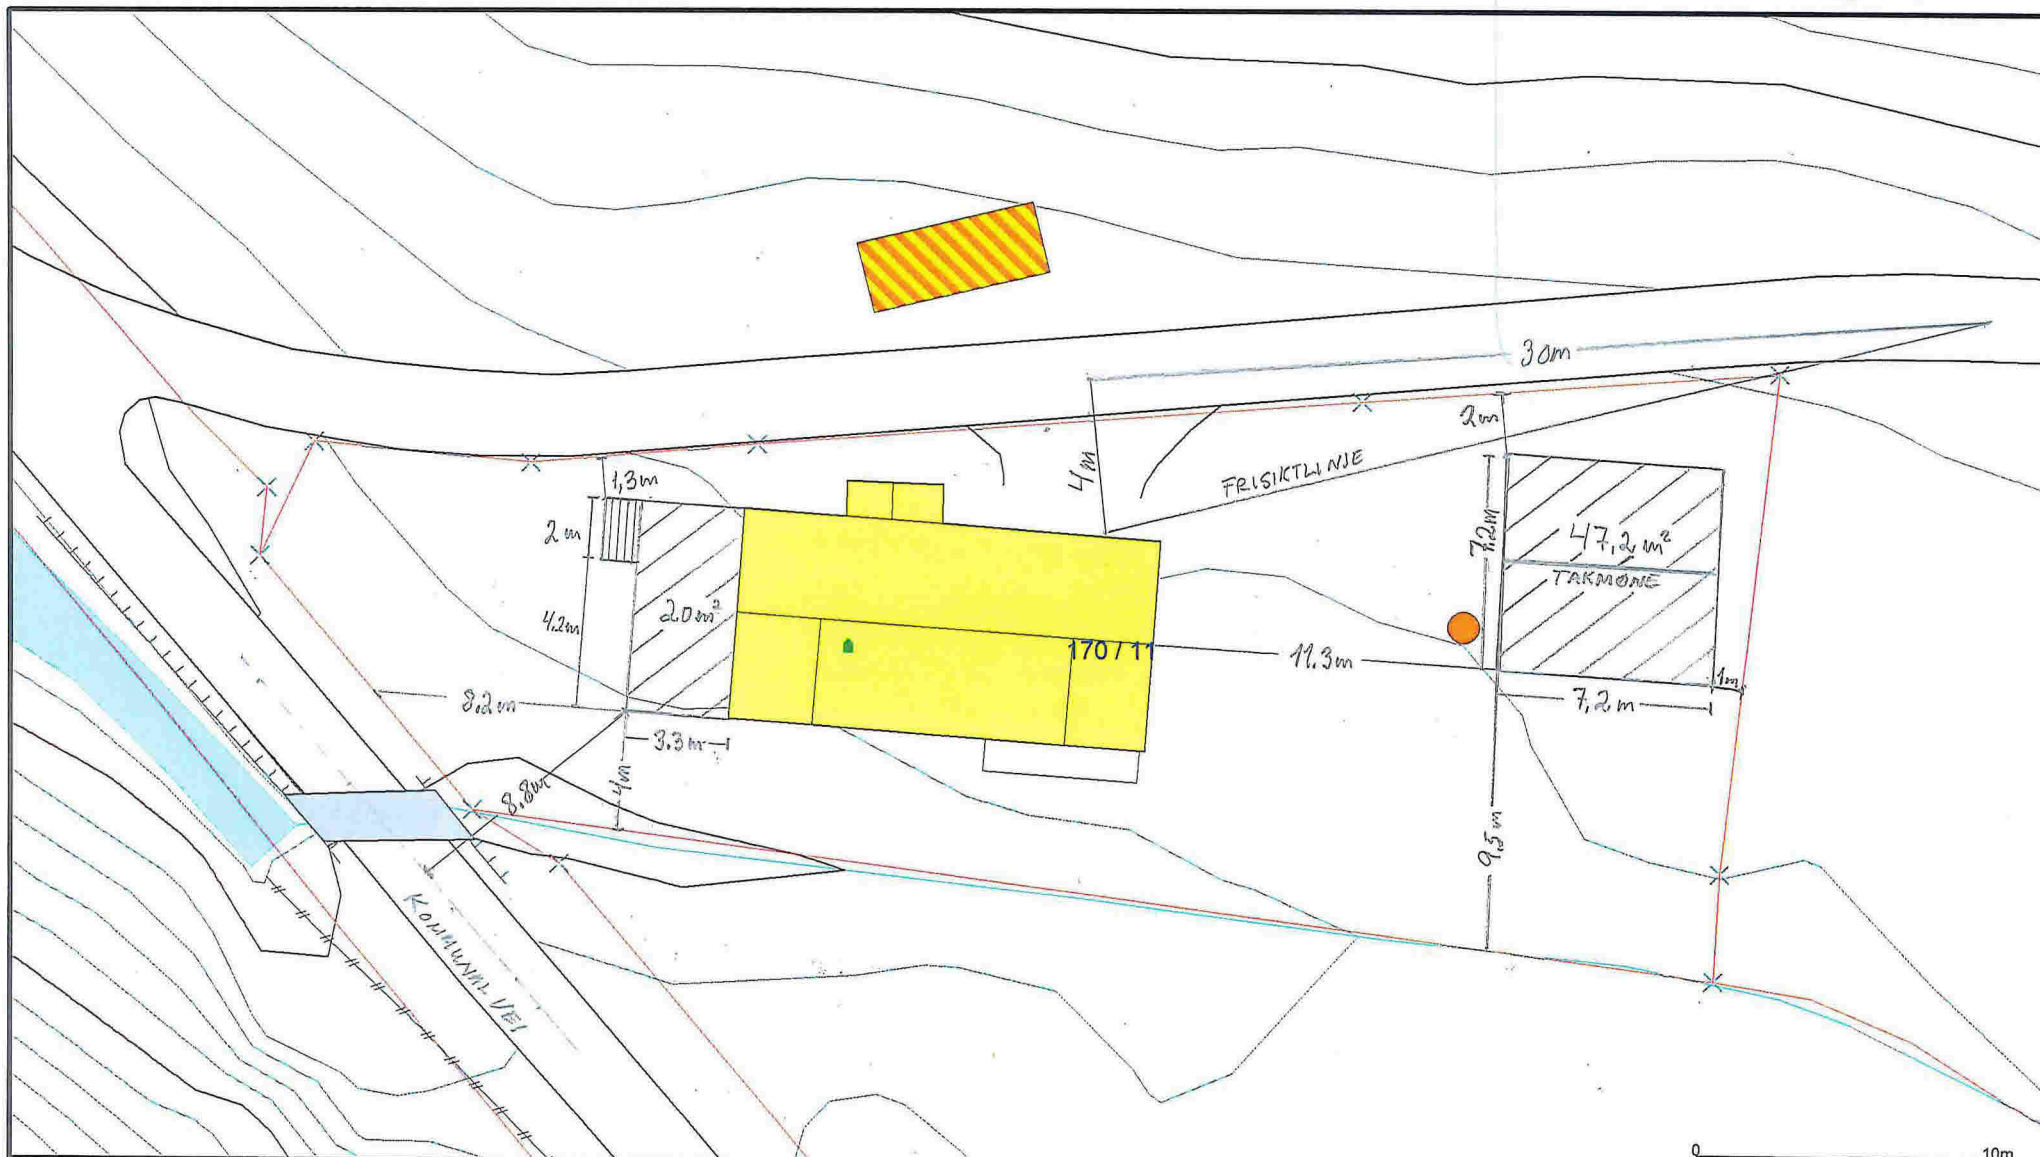 30m
2m
1,3m
4m
FRISIKTLINJE
2m
7.2m
47,2 m²
TAKMØNE
20m²
4.2m
170 / 11
11.3m
8.2m
1m
7,2 m
3.3m
4m
8.8m
9.5m
KOMMUNAL VEI
0
10m